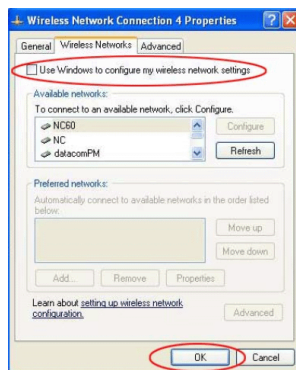 Wireless Network Connection 4 Properties
General Wireless Networks Advanced
Use Windows to configure my wireless network settings
Available networks:
To connect to an available network, click Configure.
NC60
Configure
NC
datacomPM
Refresh
Preferred networks:
Automatically connect to available networks in the order listed
below:
Move up
Move down
Add... Remove Properties
Learn about setting up wireless network
configuration.
Advanced
OK Cancel